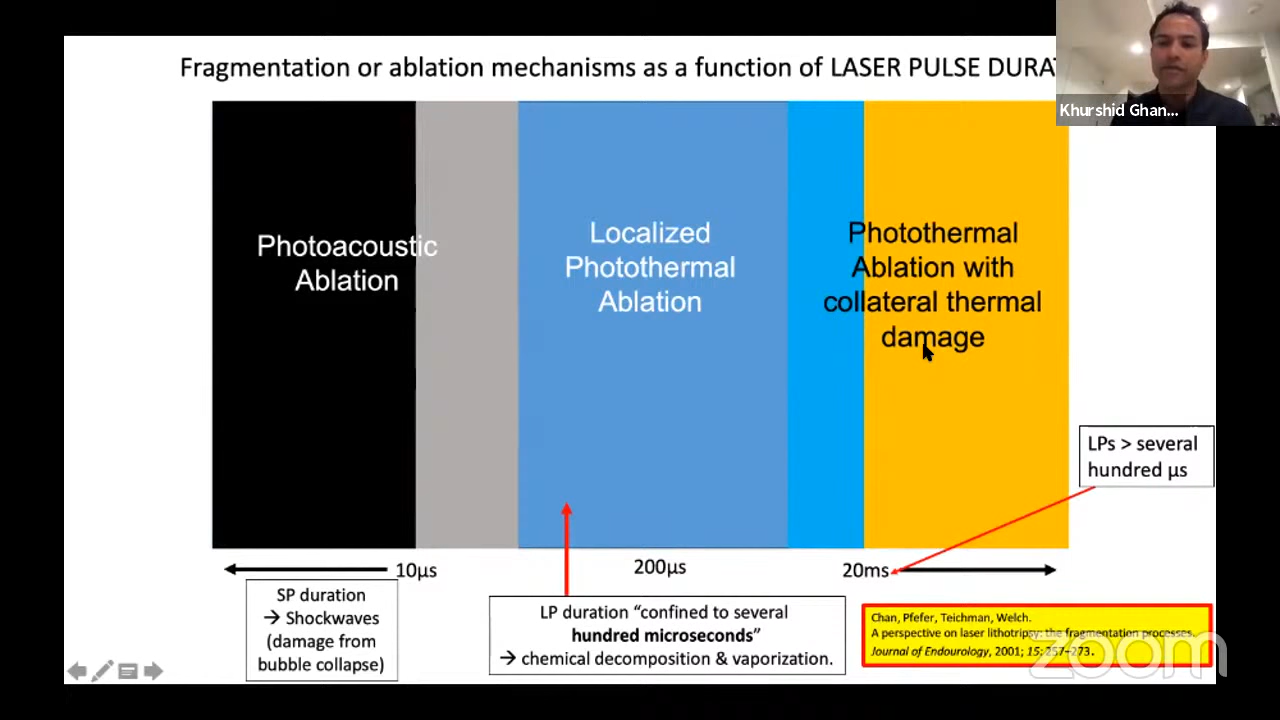 Fragmentation or ablation mechanisms as a function of LASER PULSE DURAT
Khurshid Ghan...
Photoacoustic
Ablation
Localized
Photothermal
Ablation
Photothermal
Ablation with
collateral thermal
damage
LPs > several
hundred µs
10µs
200µs
20ms
SP duration
→ Shockwaves
(damage from
bubble collapse)
LP duration “confined to several
hundred microseconds”
→ chemical decomposition & vaporization.
Chan, Pfefer, Teichman, Welch.
A perspective on laser lithotripsy: the fragmentation processes.
Journal of Endourology, 2001; 15: 257–273.
zoom